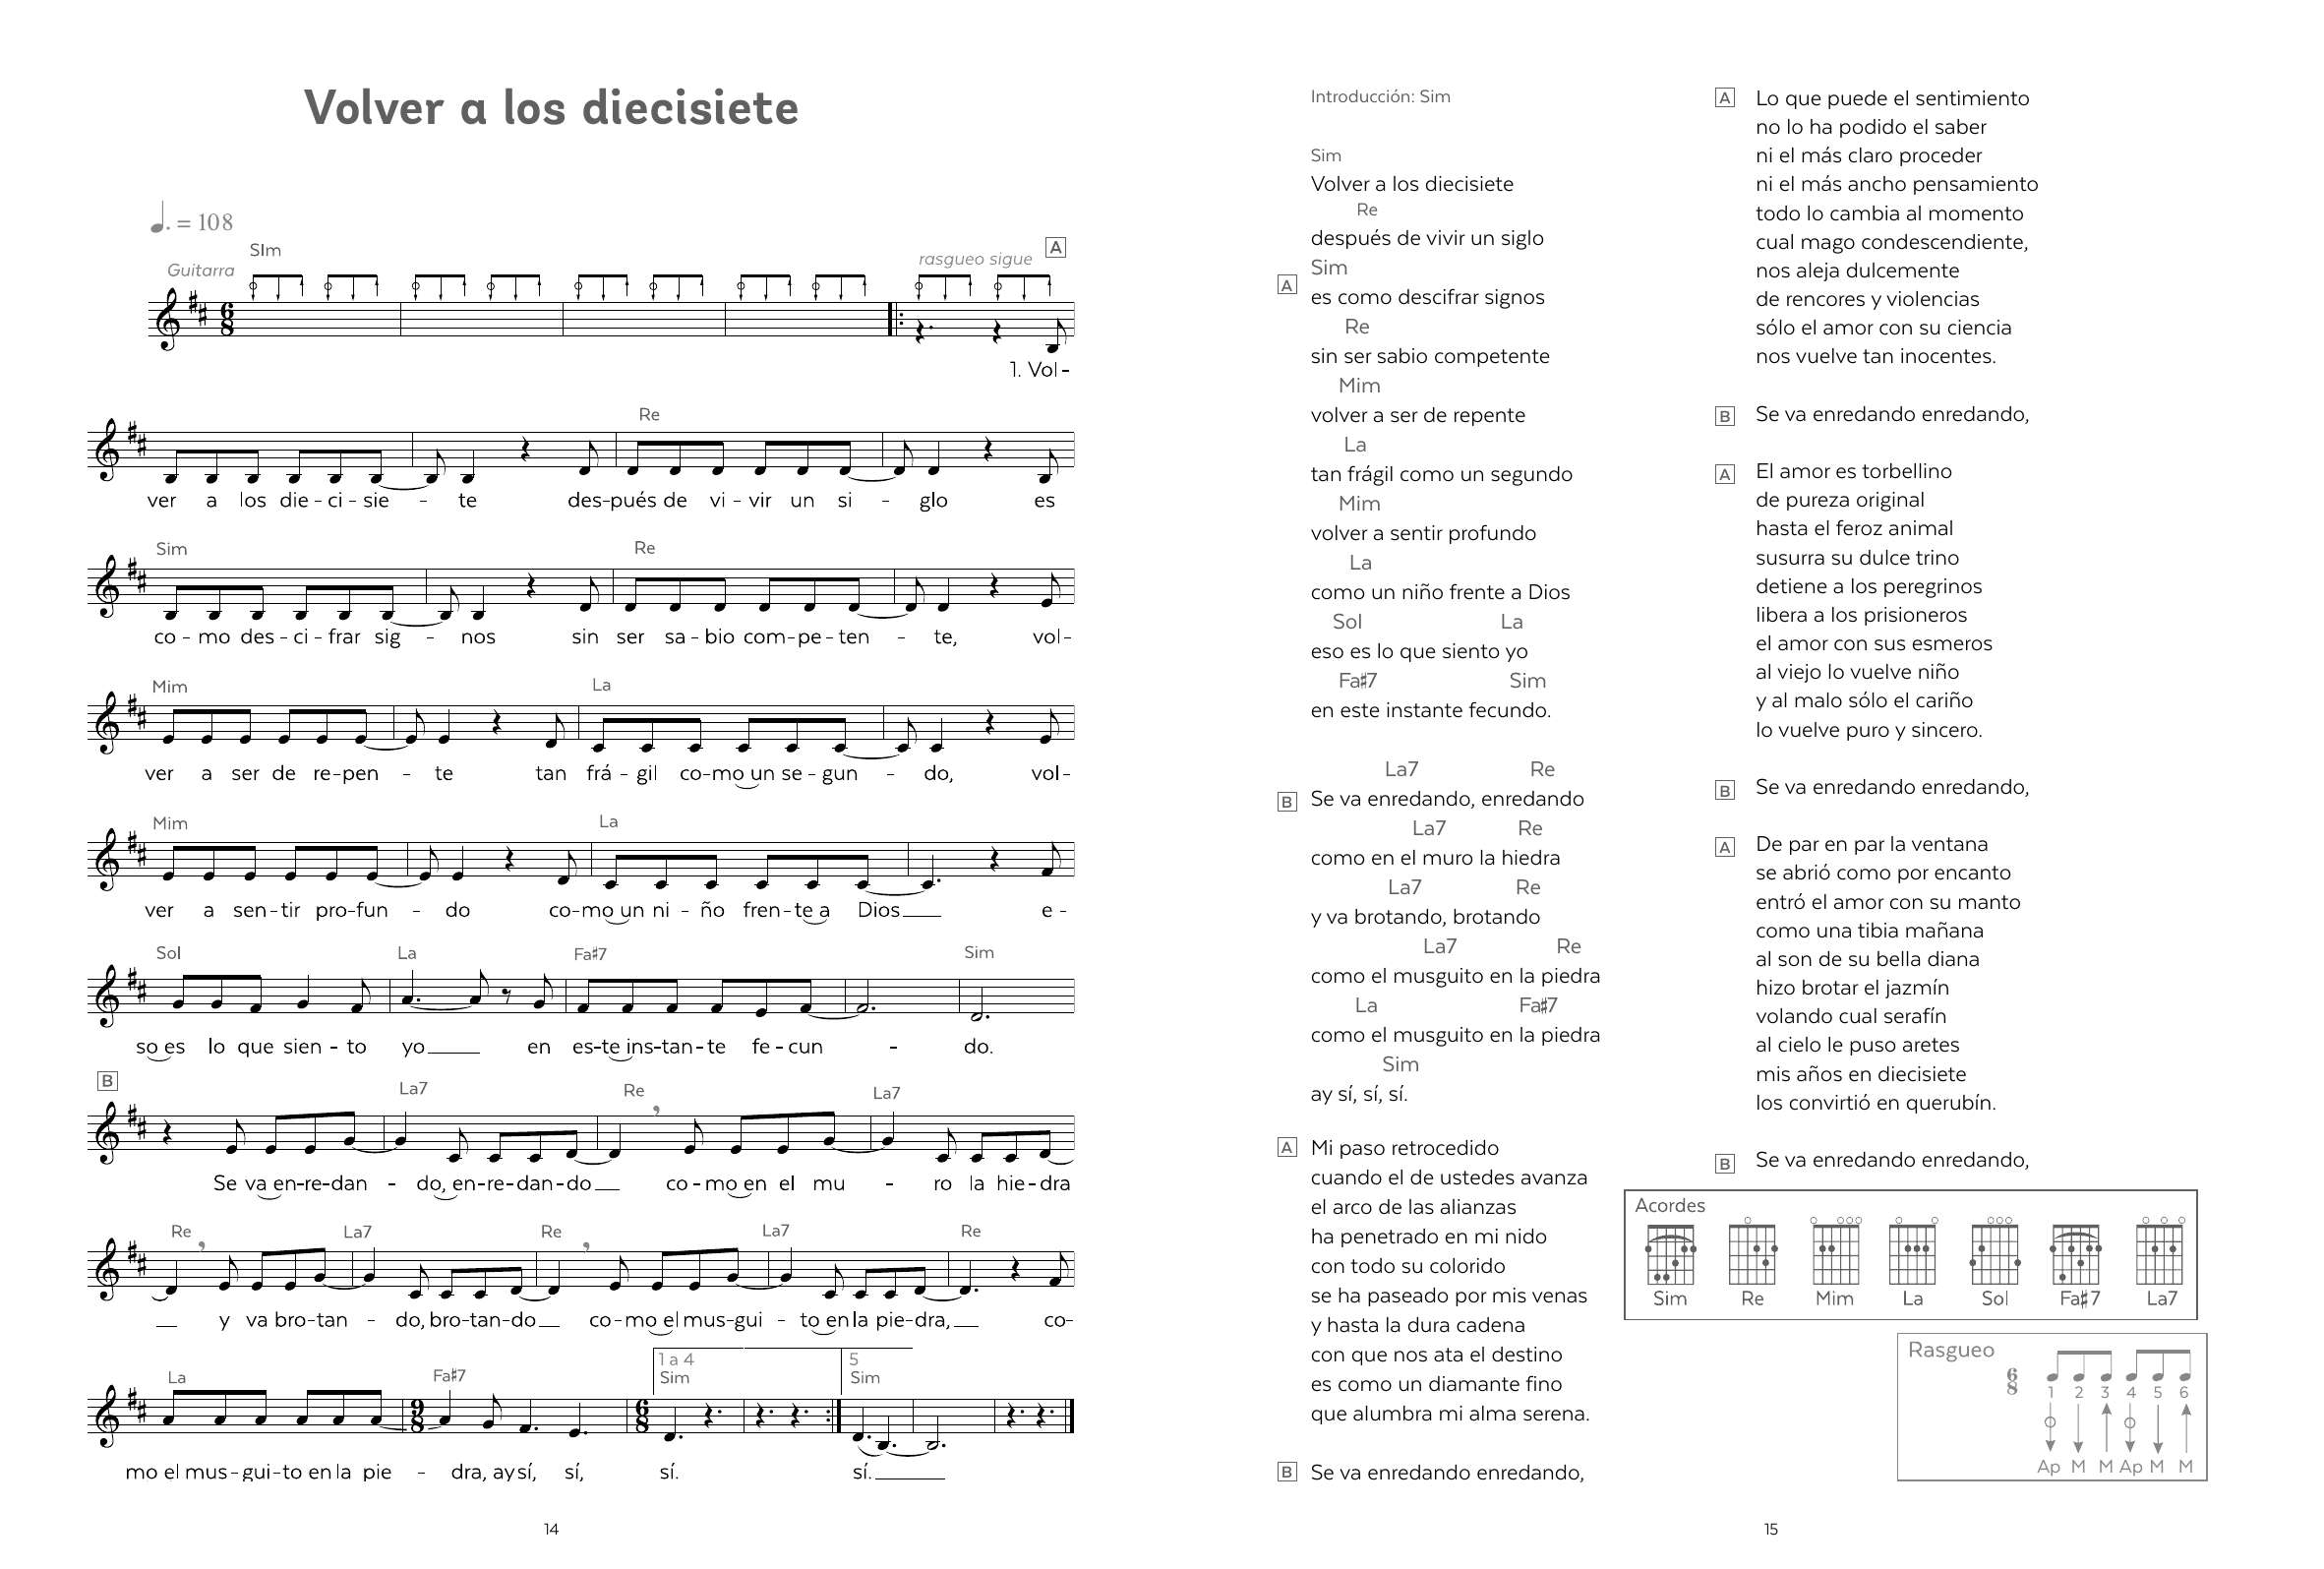 Volver a los diecisiete
♩. = 108
SIm
A
Guitarra
rasgueo sigue
6
8
1. Vol-
Re
ver a los die-ci-sie - te des-pués de vi-vir un si - glo es
Sim Re
co-mo des-ci-frar sig - nos sin ser sa-bio com-pe-ten - te, vol-
Mim La
ver a ser de re-pen - te tan frá-gil co-mo un se-gun - do, vol-
Mim La
ver a sen-tir pro-fun - do co-mo un ni-ño fren-te a Dios e-
Sol La Fa♯7 Sim
so es lo que sien-to yo en es-te ins-tan-te fe-cun - do.
B
La7 Re La7
Se va en-re-dan - do, en-re-dan-do co-mo en el mu - ro la hie-dra
Re La7 Re La7 Re
y va bro-tan - do, bro-tan-do co-mo el mus-gui - to en la pie-dra, co-
1 a 4 5
La Fa♯7 Sim Sim
9
8
6
8
mo el mus-gui-to en la pie - dra, ay sí, sí, sí. sí.
14
Introducción: Sim
Sim
Volver a los diecisiete
Re
después de vivir un siglo
Sim
A
es como descifrar signos
Re
sin ser sabio competente
Mim
volver a ser de repente
La
tan frágil como un segundo
Mim
volver a sentir profundo
La
como un niño frente a Dios
Sol La
eso es lo que siento yo
Fa♯7 Sim
en este instante fecundo.
La7 Re
B Se va enredando, enredando
La7 Re
como en el muro la hiedra
La7 Re
y va brotando, brotando
La7 Re
como el musguito en la piedra
La Fa♯7
como el musguito en la piedra
Sim
ay sí, sí, sí.
A Mi paso retrocedido
cuando el de ustedes avanza
el arco de las alianzas
ha penetrado en mi nido
con todo su colorido
se ha paseado por mis venas
y hasta la dura cadena
con que nos ata el destino
es como un diamante fino
que alumbra mi alma serena.
B Se va enredando enredando,
A Lo que puede el sentimiento
no lo ha podido el saber
ni el más claro proceder
ni el más ancho pensamiento
todo lo cambia al momento
cual mago condescendiente,
nos aleja dulcemente
de rencores y violencias
sólo el amor con su ciencia
nos vuelve tan inocentes.
B Se va enredando enredando,
A El amor es torbellino
de pureza original
hasta el feroz animal
susurra su dulce trino
detiene a los peregrinos
libera a los prisioneros
el amor con sus esmeros
al viejo lo vuelve niño
y al malo sólo el cariño
lo vuelve puro y sincero.
B Se va enredando enredando,
A De par en par la ventana
se abrió como por encanto
entró el amor con su manto
como una tibia mañana
al son de su bella diana
hizo brotar el jazmín
volando cual serafín
al cielo le puso aretes
mis años en diecisiete
los convirtió en querubín.
B Se va enredando enredando,
Acordes
Sim Re Mim La Sol Fa♯7 La7
Rasgueo
6
8
1 2 3 4 5 6
Ap M M Ap M M
15